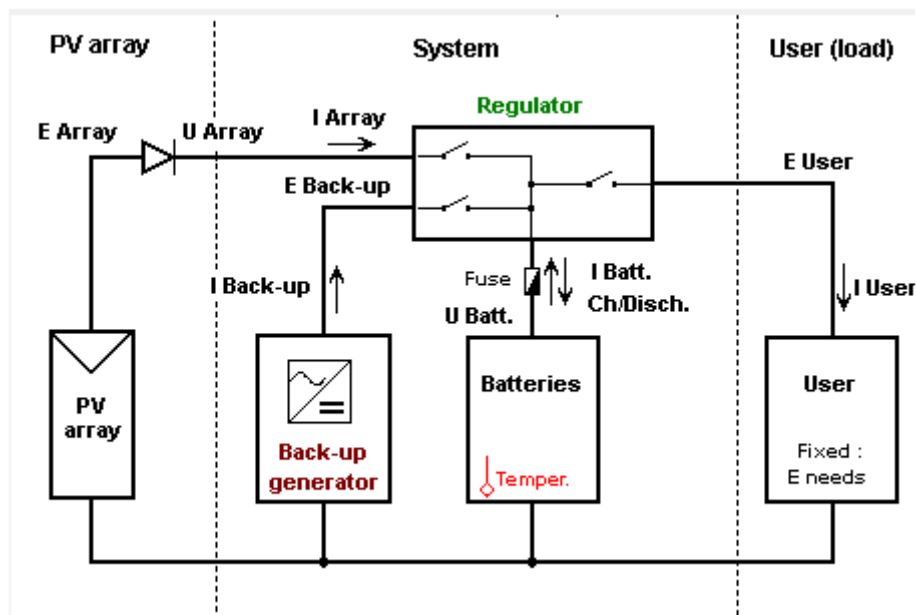 PV array
System
User (load)
Regulator
E Array
U Array
I Array
E Back-up
E User
I Back-up
Fuse
I Batt.
Ch/Disch.
U Batt.
I User
PV
array
Back-up
generator
Batteries
Temper.
User
Fixed :
E needs